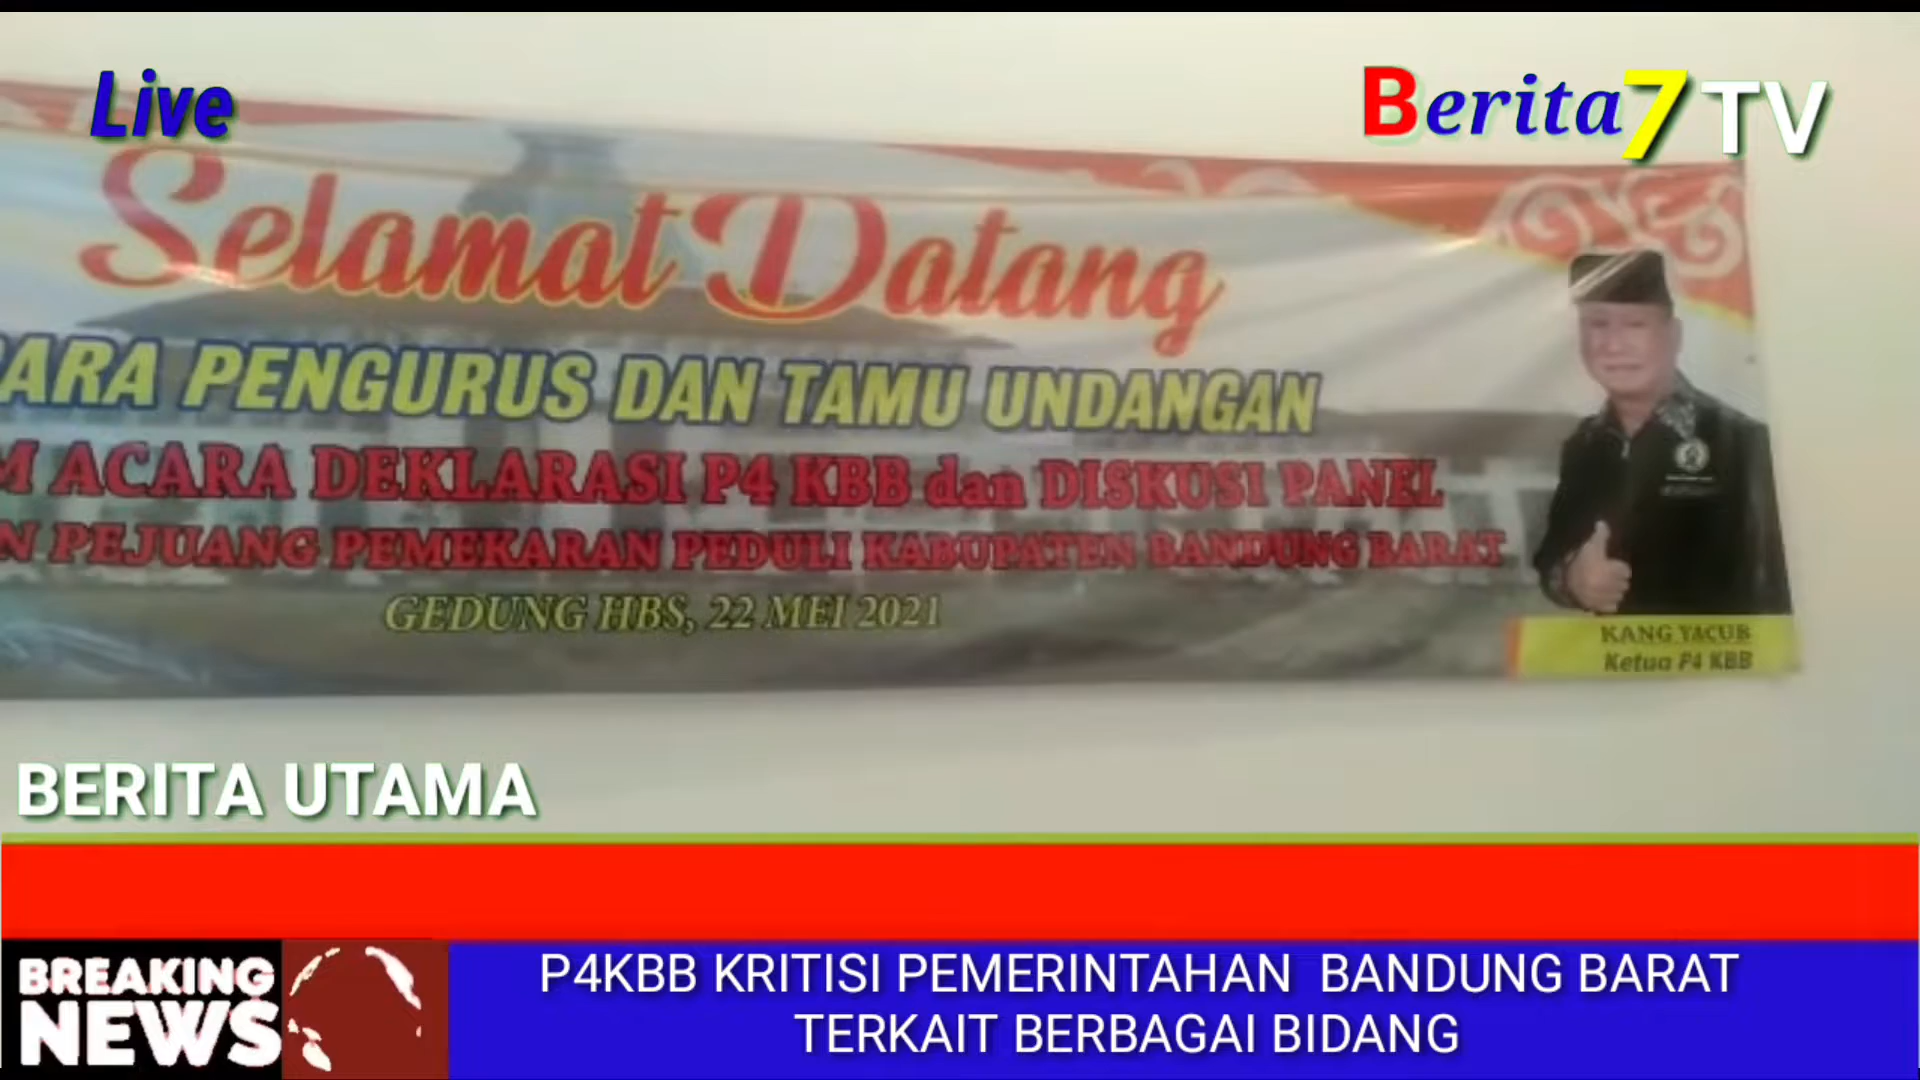 Live
Berita7 TV
Selamat Datang
PENGURUS DAN TAMU UNDANGAN
ACARA DEKLARASI P4 KBB dan DISKUSI PANEL
PEJUANG PEMEKARAN PEDULI KABUPATEN BANDUNG BARAT
GEDUNG HBS, 22 MEI 2021
KANG YACUB
Ketua P4 KBB
BERITA UTAMA
BREAKING
NEWS
P4KBB KRITISI PEMERINTAHAN BANDUNG BARAT
TERKAIT BERBAGAI BIDANG